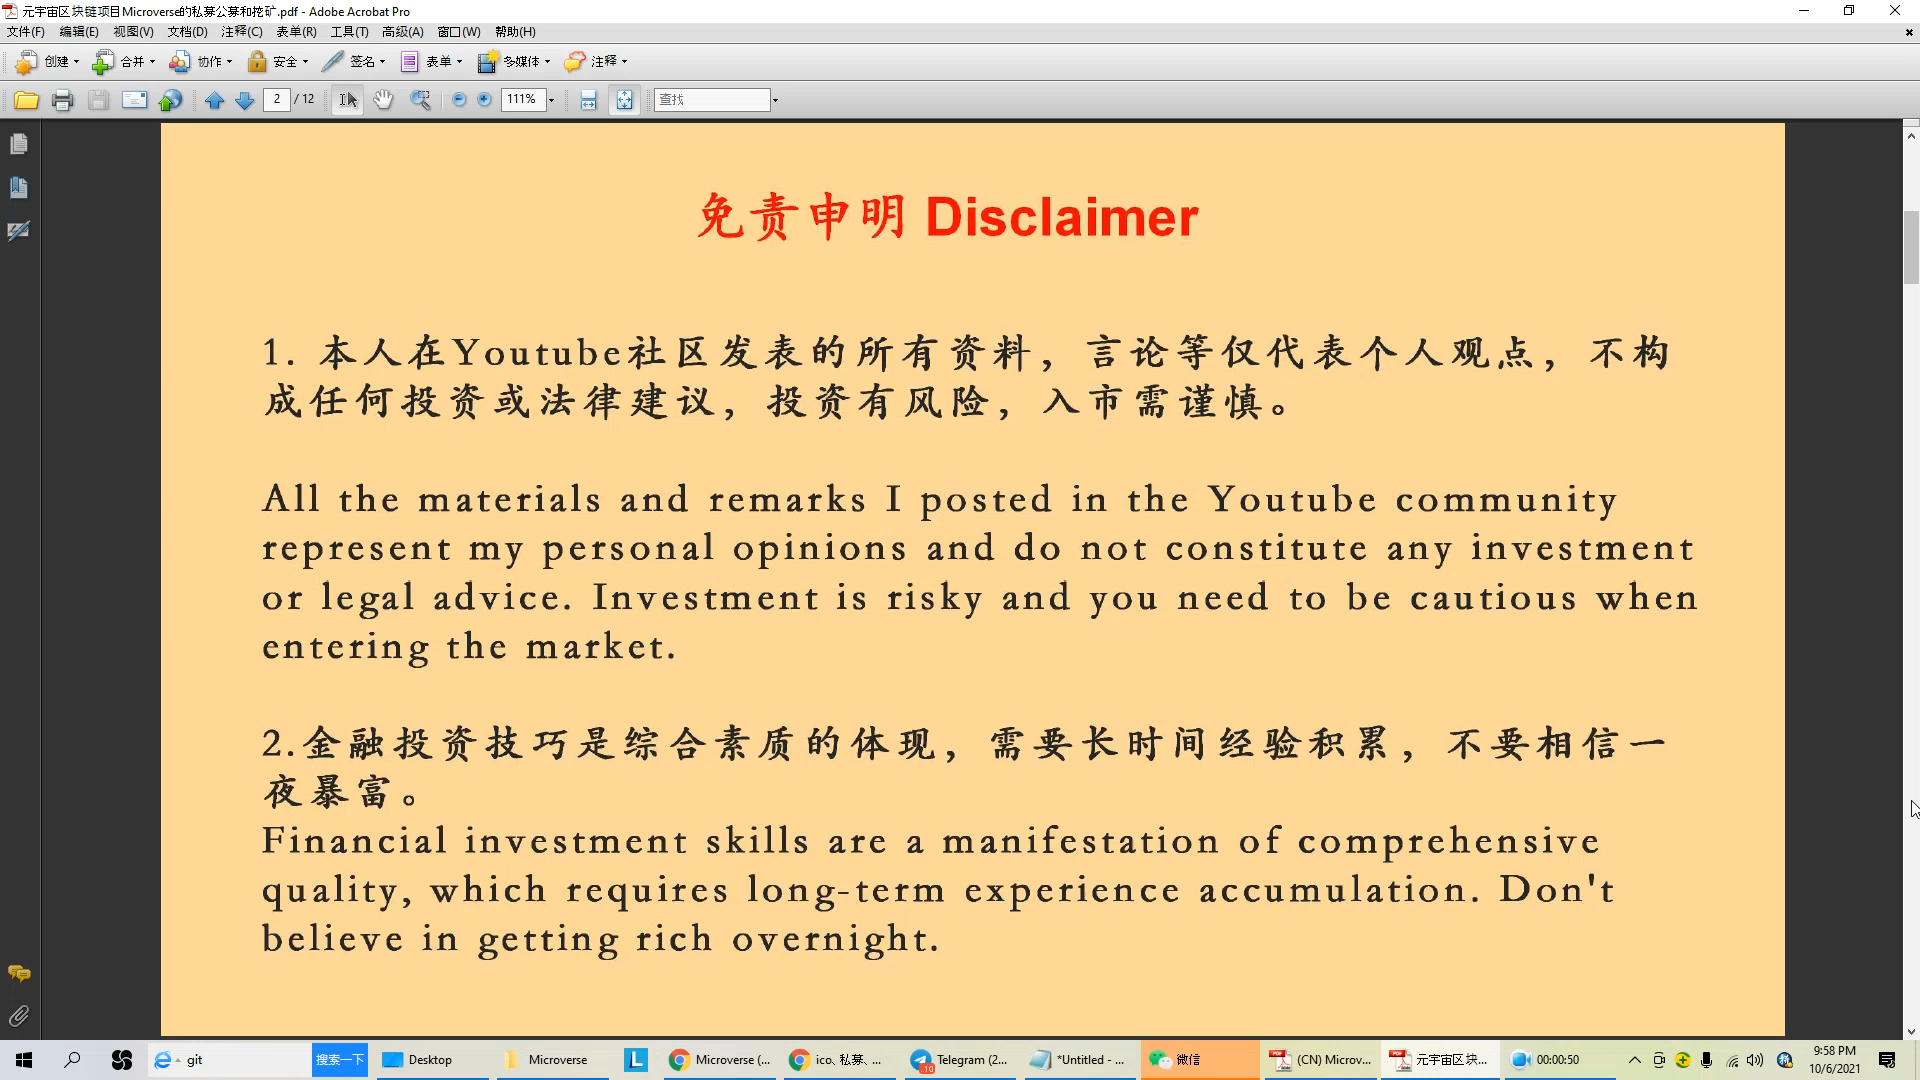 元宇宙区块链项目Microverse的私募公募和挖矿.pdf - Adobe Acrobat Pro
文件(F) 编辑(E) 视图(V) 文档(D) 注释(C) 表单(R) 工具(T) 高级(A) 窗口(W) 帮助(H)
创建 合并 协作 安全 签名 表单 多媒体 注释
2 / 12 111% 查找
免责申明 Disclaimer
1. 本人在Youtube社区发表的所有资料，言论等仅代表个人观点，不构
成任何投资或法律建议，投资有风险，入市需谨慎。
All the materials and remarks I posted in the Youtube community
represent my personal opinions and do not constitute any investment
or legal advice. Investment is risky and you need to be cautious when
entering the market.
2.金融投资技巧是综合素质的体现，需要长时间经验积累，不要相信一
夜暴富。
Financial investment skills are a manifestation of comprehensive
quality, which requires long-term experience accumulation. Don't
believe in getting rich overnight.
git 搜索一下 Desktop Microverse L Microverse (... ico、私募、... Telegram (2... *Untitled - ... 微信 (CN) Microv... 元宇宙区块... 00:00:50 9:58 PM
10/6/2021